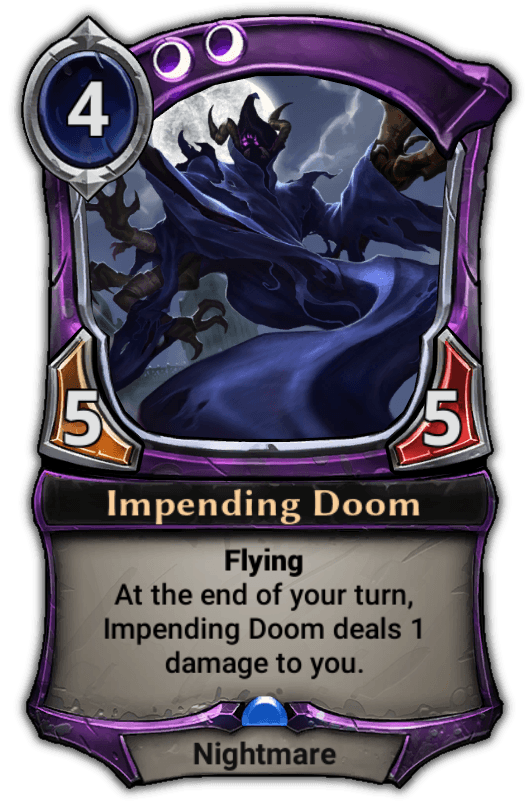 4
5
5
Impending Doom
Flying
At the end of your turn,
Impending Doom deals 1
damage to you.
Nightmare